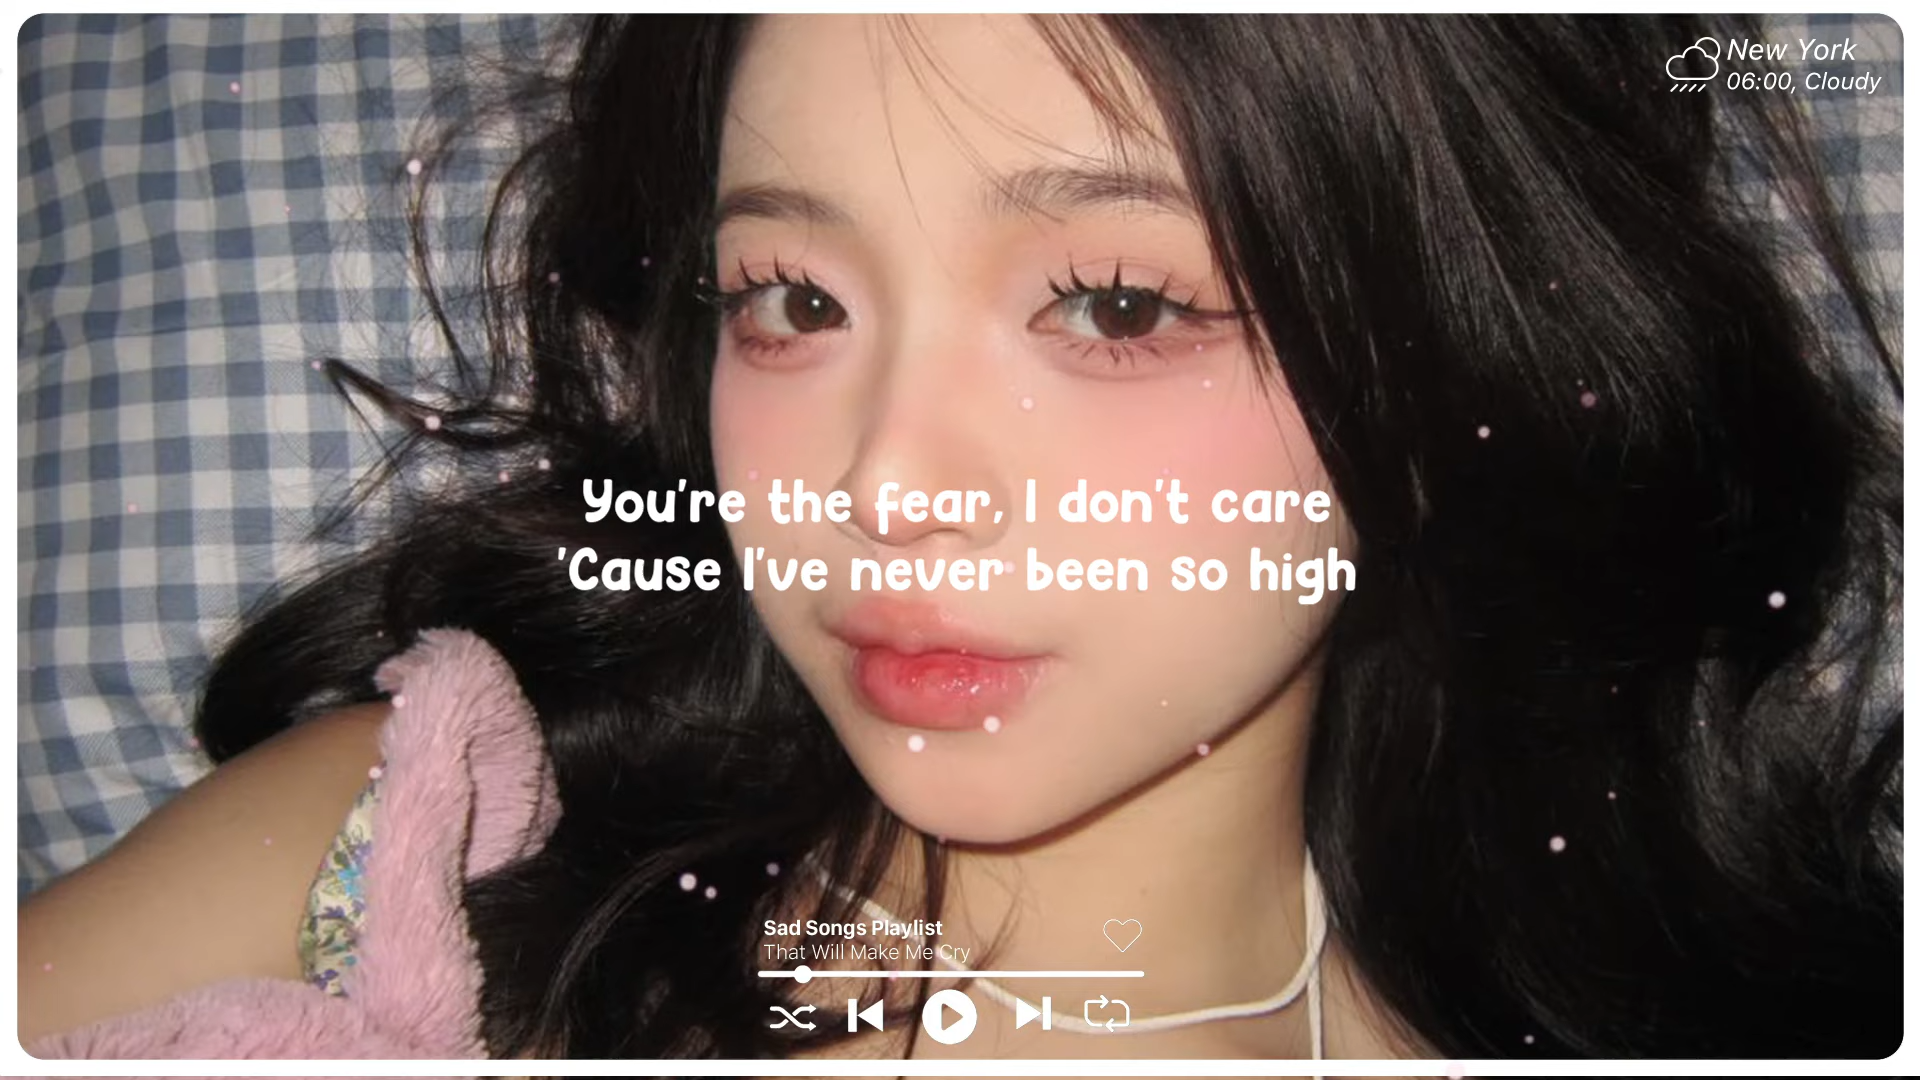 New York
06:00, Cloudy
You're the fear, I don't care
'Cause I've never been so high
Sad Songs Playlist
That Will Make Me Cry